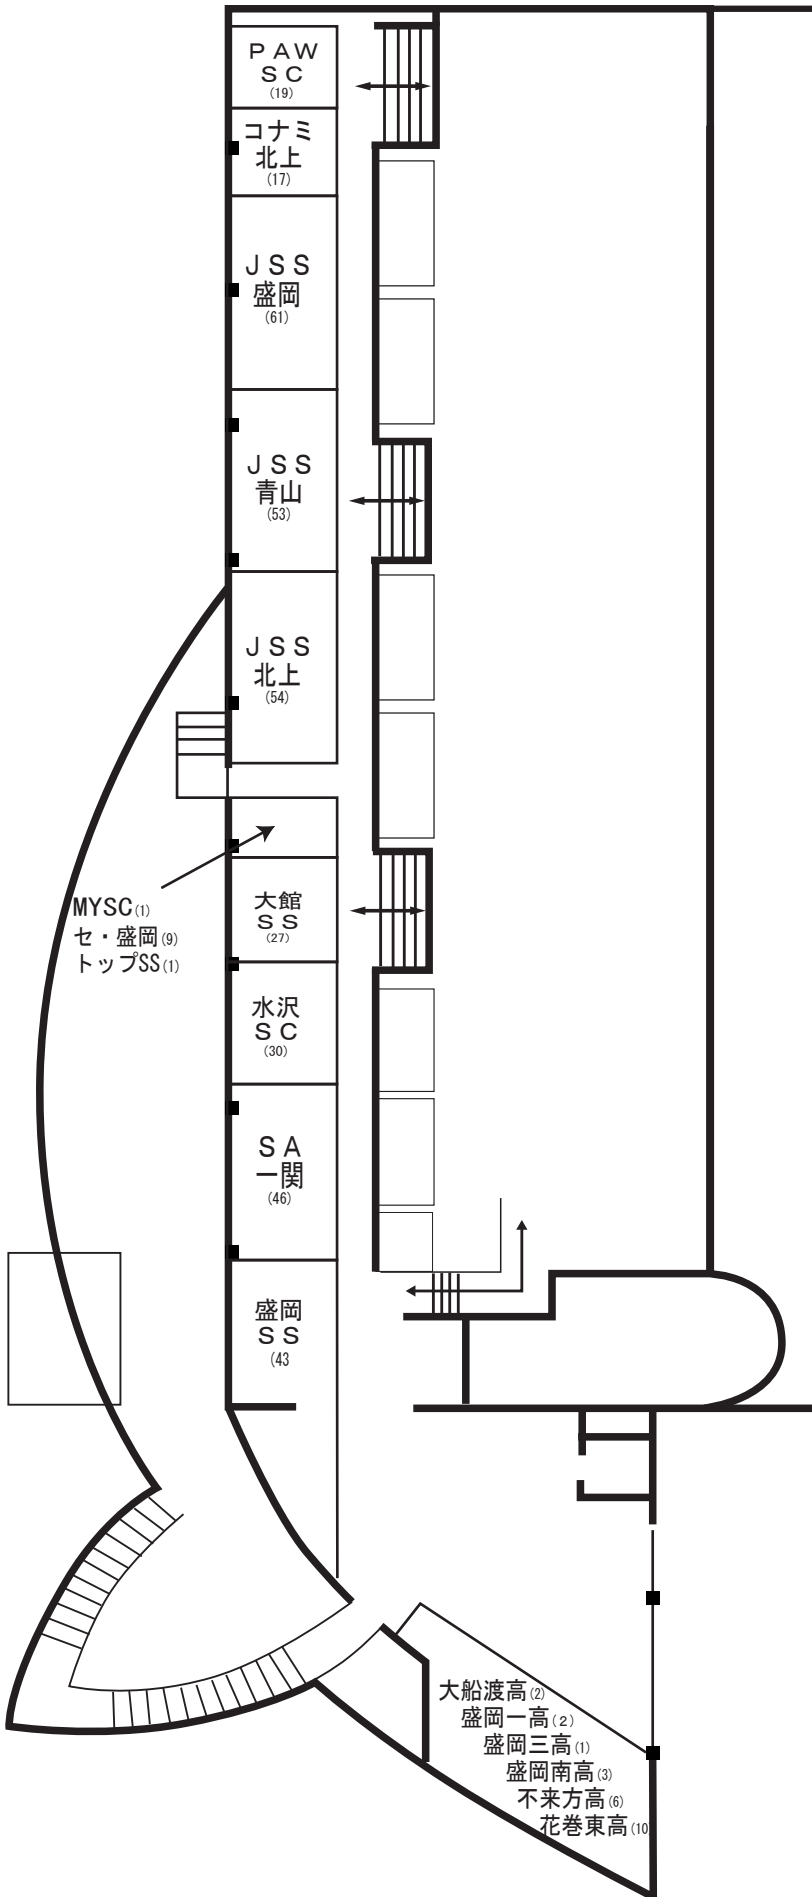 ＰＡＷ
ＳＣ
(19)
コナミ
北上
(17)
ＪＳＳ
盛岡
(61)
ＪＳＳ
青山
(53)
ＪＳＳ
北上
(54)
MYSC(1)
セ・盛岡(9)
トップSS(1)
大館
ＳＳ
(27)
水沢
ＳＣ
(30)
ＳＡ
一関
(46)
盛岡
ＳＳ
(43
大船渡高(2)
盛岡一高(２)
盛岡三高(1)
盛岡南高(3)
不来方高(6)
花巻東高(10)